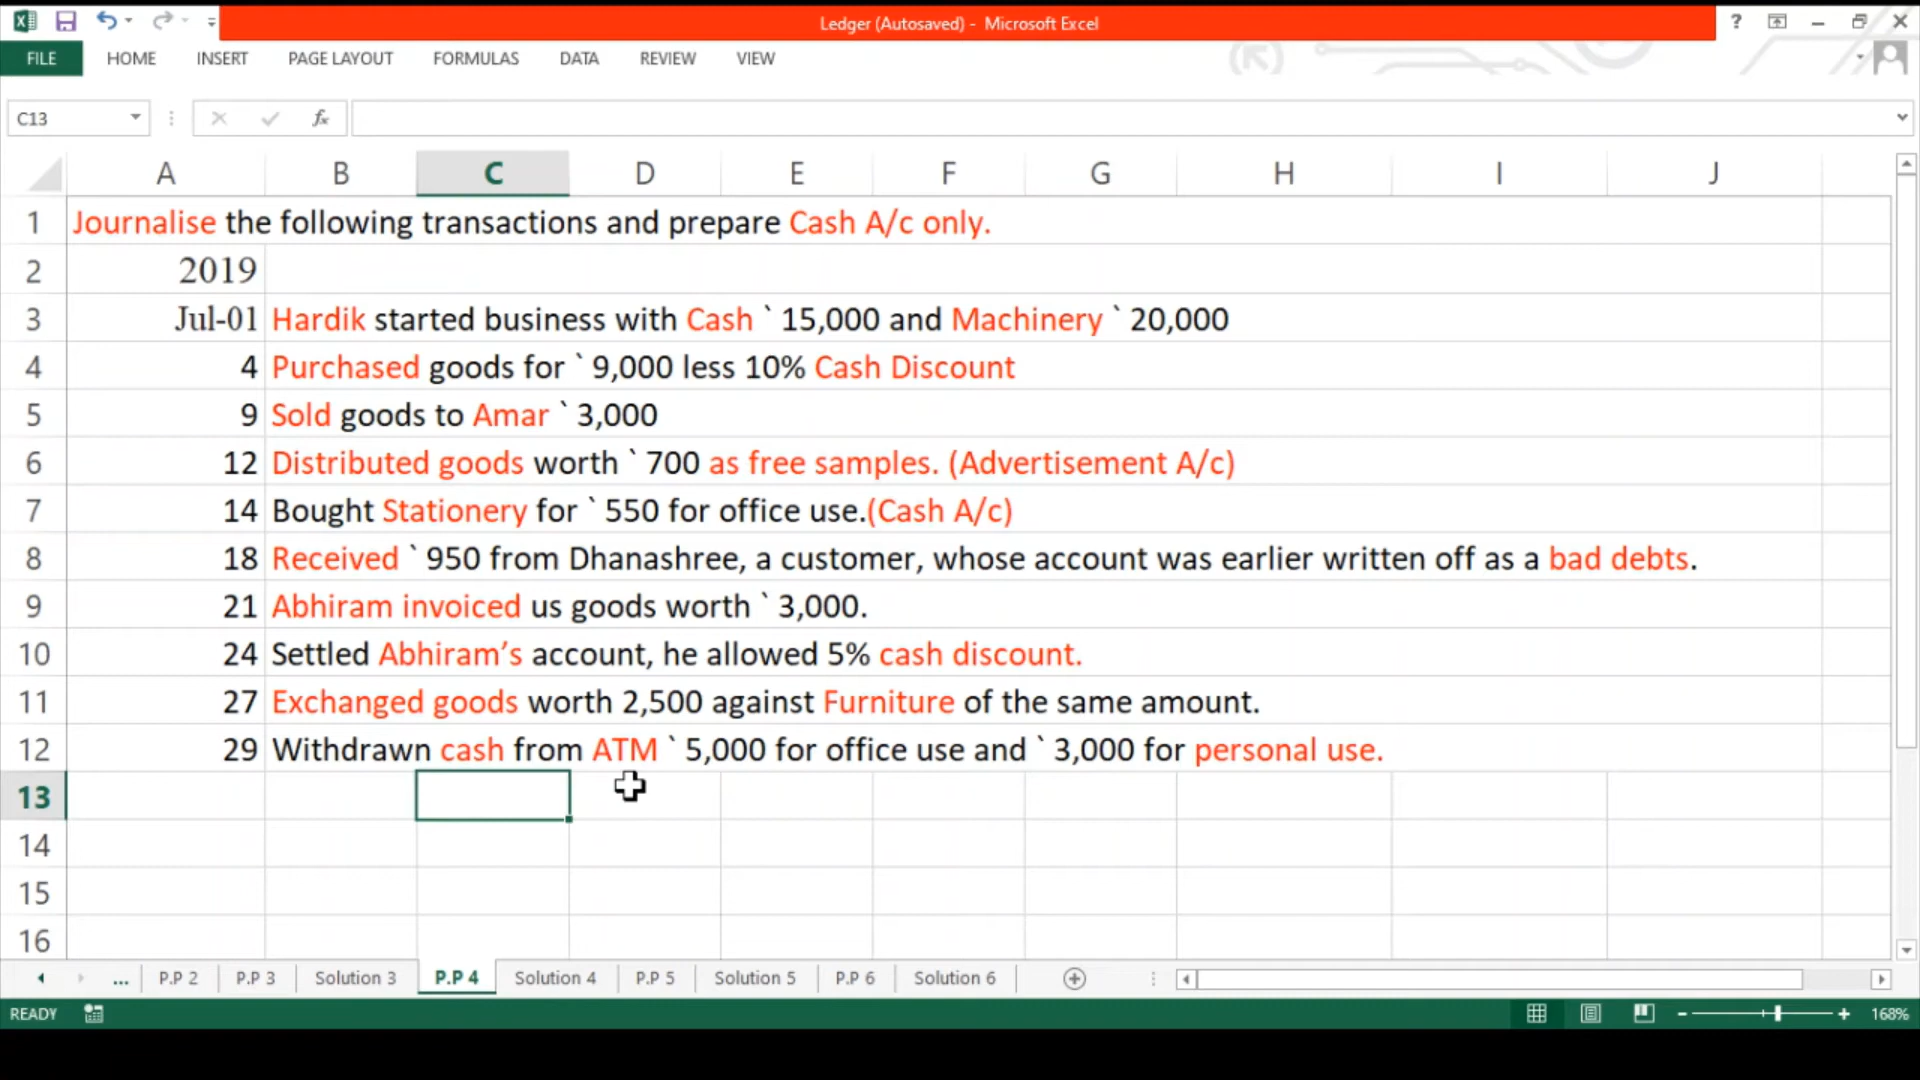 Ledger (Autosaved) - Microsoft Excel
FILE HOME INSERT PAGE LAYOUT FORMULAS DATA REVIEW VIEW
C13
A B C D E F G H I J
1 Journalise the following transactions and prepare Cash A/c only.
2 2019
3 Jul-01 Hardik started business with Cash ` 15,000 and Machinery ` 20,000
4 4 Purchased goods for ` 9,000 less 10% Cash Discount
5 9 Sold goods to Amar ` 3,000
6 12 Distributed goods worth ` 700 as free samples. (Advertisement A/c)
7 14 Bought Stationery for ` 550 for office use.(Cash A/c)
8 18 Received ` 950 from Dhanashree, a customer, whose account was earlier written off as a bad debts.
9 21 Abhiram invoiced us goods worth ` 3,000.
10 24 Settled Abhiram’s account, he allowed 5% cash discount.
11 27 Exchanged goods worth 2,500 against Furniture of the same amount.
12 29 Withdrawn cash from ATM ` 5,000 for office use and ` 3,000 for personal use.
13
14
15
16
... P.P 2 P.P 3 Solution 3 P.P 4 Solution 4 P.P 5 Solution 5 P.P 6 Solution 6
READY 168%